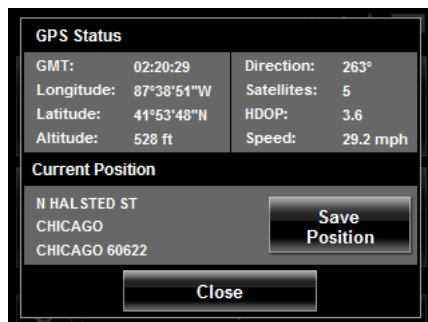 GPS Status
GMT: 02:20:29 Direction: 263°
Longitude: 87°38'51"W Satellites: 5
Latitude: 41°53'48"N HDOP: 3.6
Altitude: 528 ft Speed: 29.2 mph
Current Position
N HALSTED ST
CHICAGO
CHICAGO 60622
Save
Position
Close